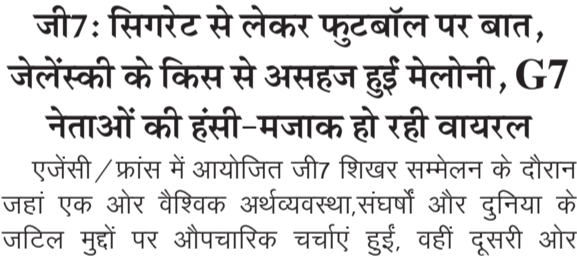 जी7: सिगरेट से लेकर फुटबॉल पर बात,
जेलेंस्की के किस से असहज हुईं मेलोनी, G7
नेताओं की हंसी-मजाक हो रही वायरल
एजेंसी/फ्रांस में आयोजित जी7 शिखर सम्मेलन के दौरान
जहां एक ओर वैश्विक अर्थव्यवस्था,संघर्षों और दुनिया के
जटिल मुद्दों पर औपचारिक चर्चाएं हुईं, वहीं दूसरी ओर